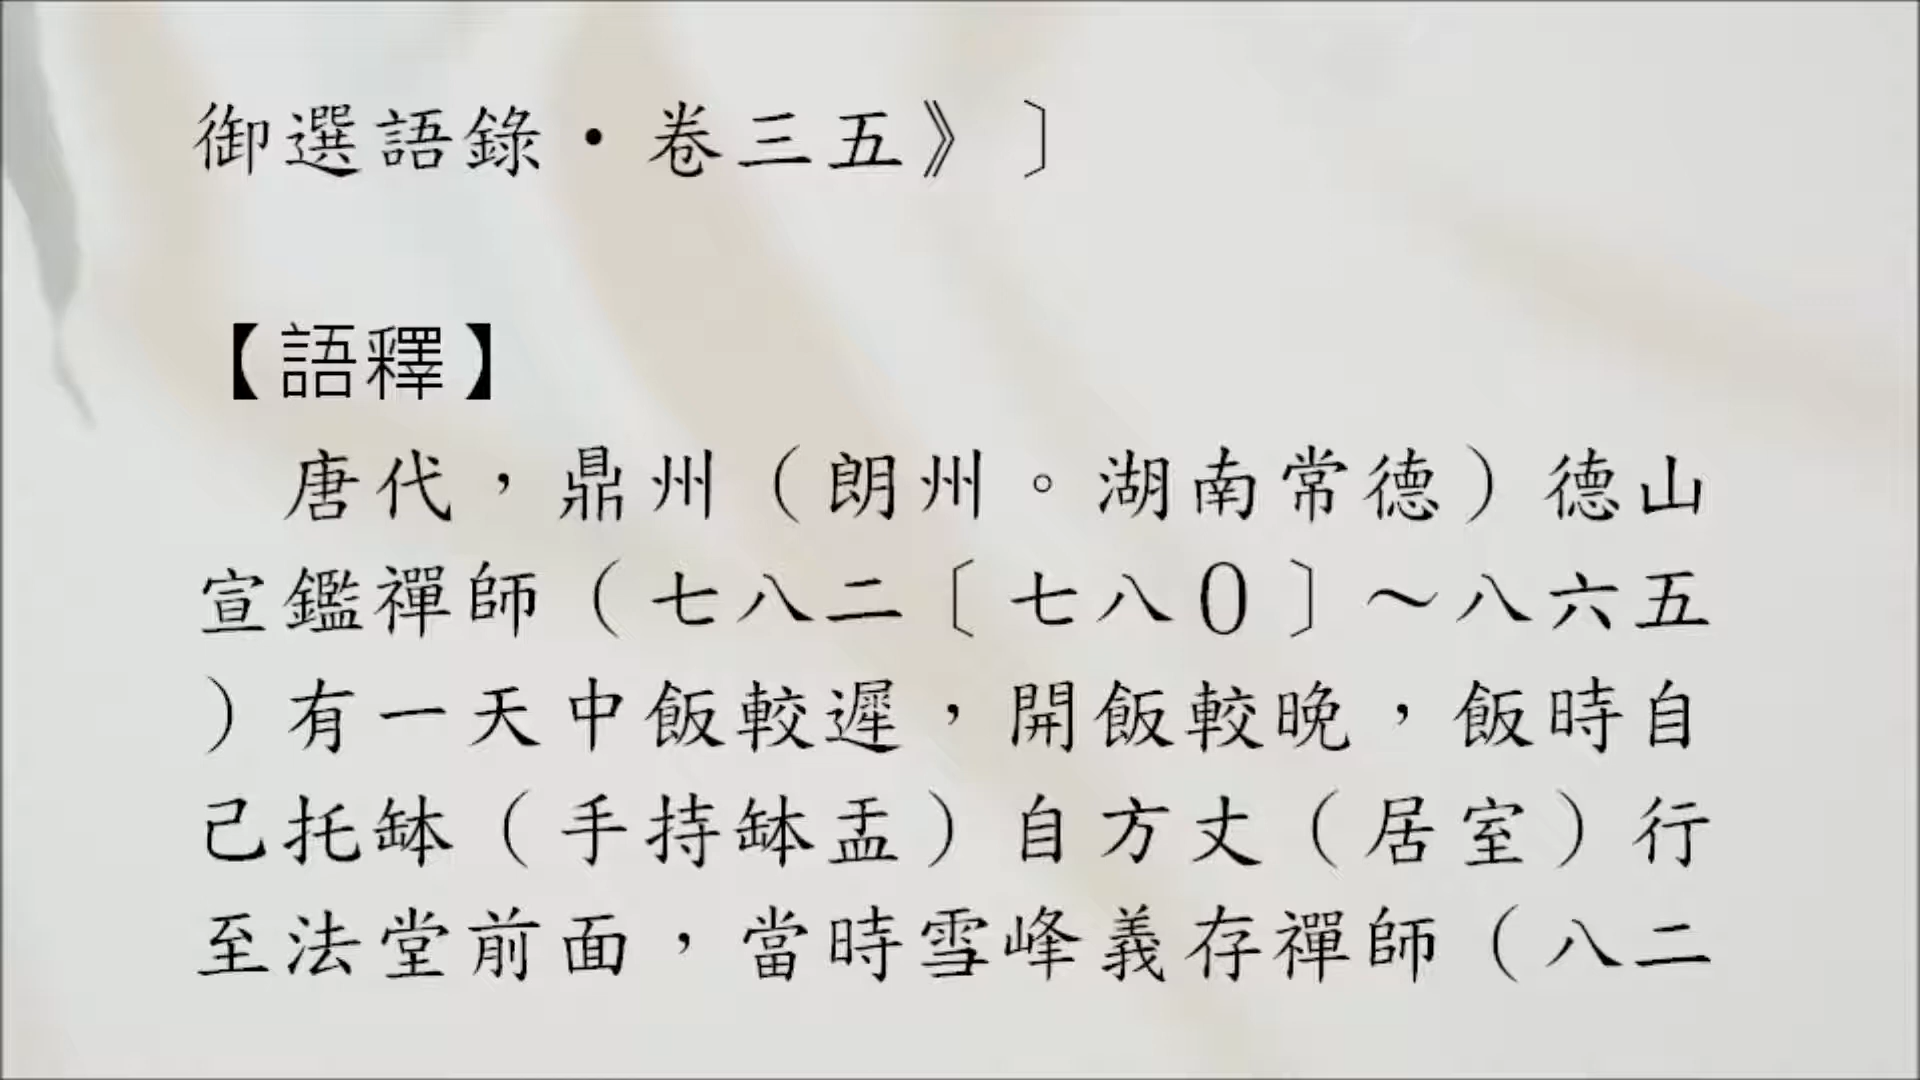 御選語錄·卷三五》〕
【語釋】
唐代，鼎州（朗州。湖南常德）德山
宣鑑禪師（七八二〔七八0〕～八六五
）有一天中飯較遲，開飯較晚，飯時自
己托缽（手持缽盂）自方丈（居室）行
至法堂前面，當時雪峰義存禪師（八二